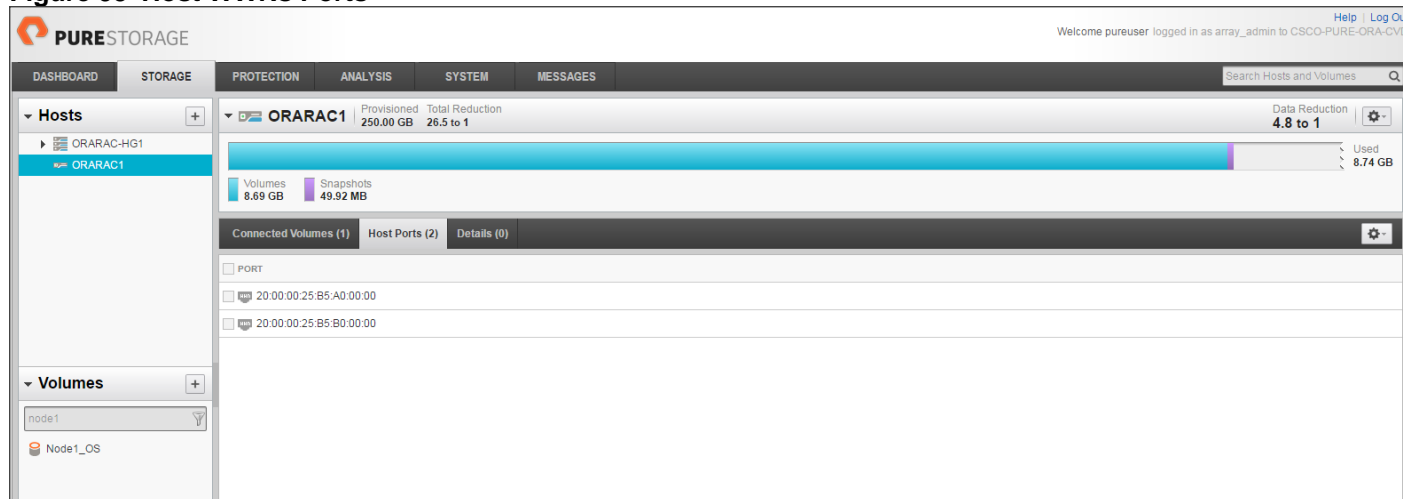 Help | Log Ou
PURESTORAGE
Welcome pureuser logged in as array_admin to CSCO-PURE-ORA-CVD
DASHBOARD STORAGE PROTECTION ANALYSIS SYSTEM MESSAGES Search Hosts and Volumes
Hosts +
ORARAC-HG1
ORARAC1
ORARAC1 Provisioned Total Reduction Data Reduction
250.00 GB 26.5 to 1 4.8 to 1
Used
8.74 GB
Volumes Snapshots
8.69 GB 49.92 MB
Connected Volumes (1) Host Ports (2) Details (0)
PORT
20:00:00:25:B5:A0:00:00
20:00:00:25:B5:B0:00:00
Volumes +
node1
Node1_OS